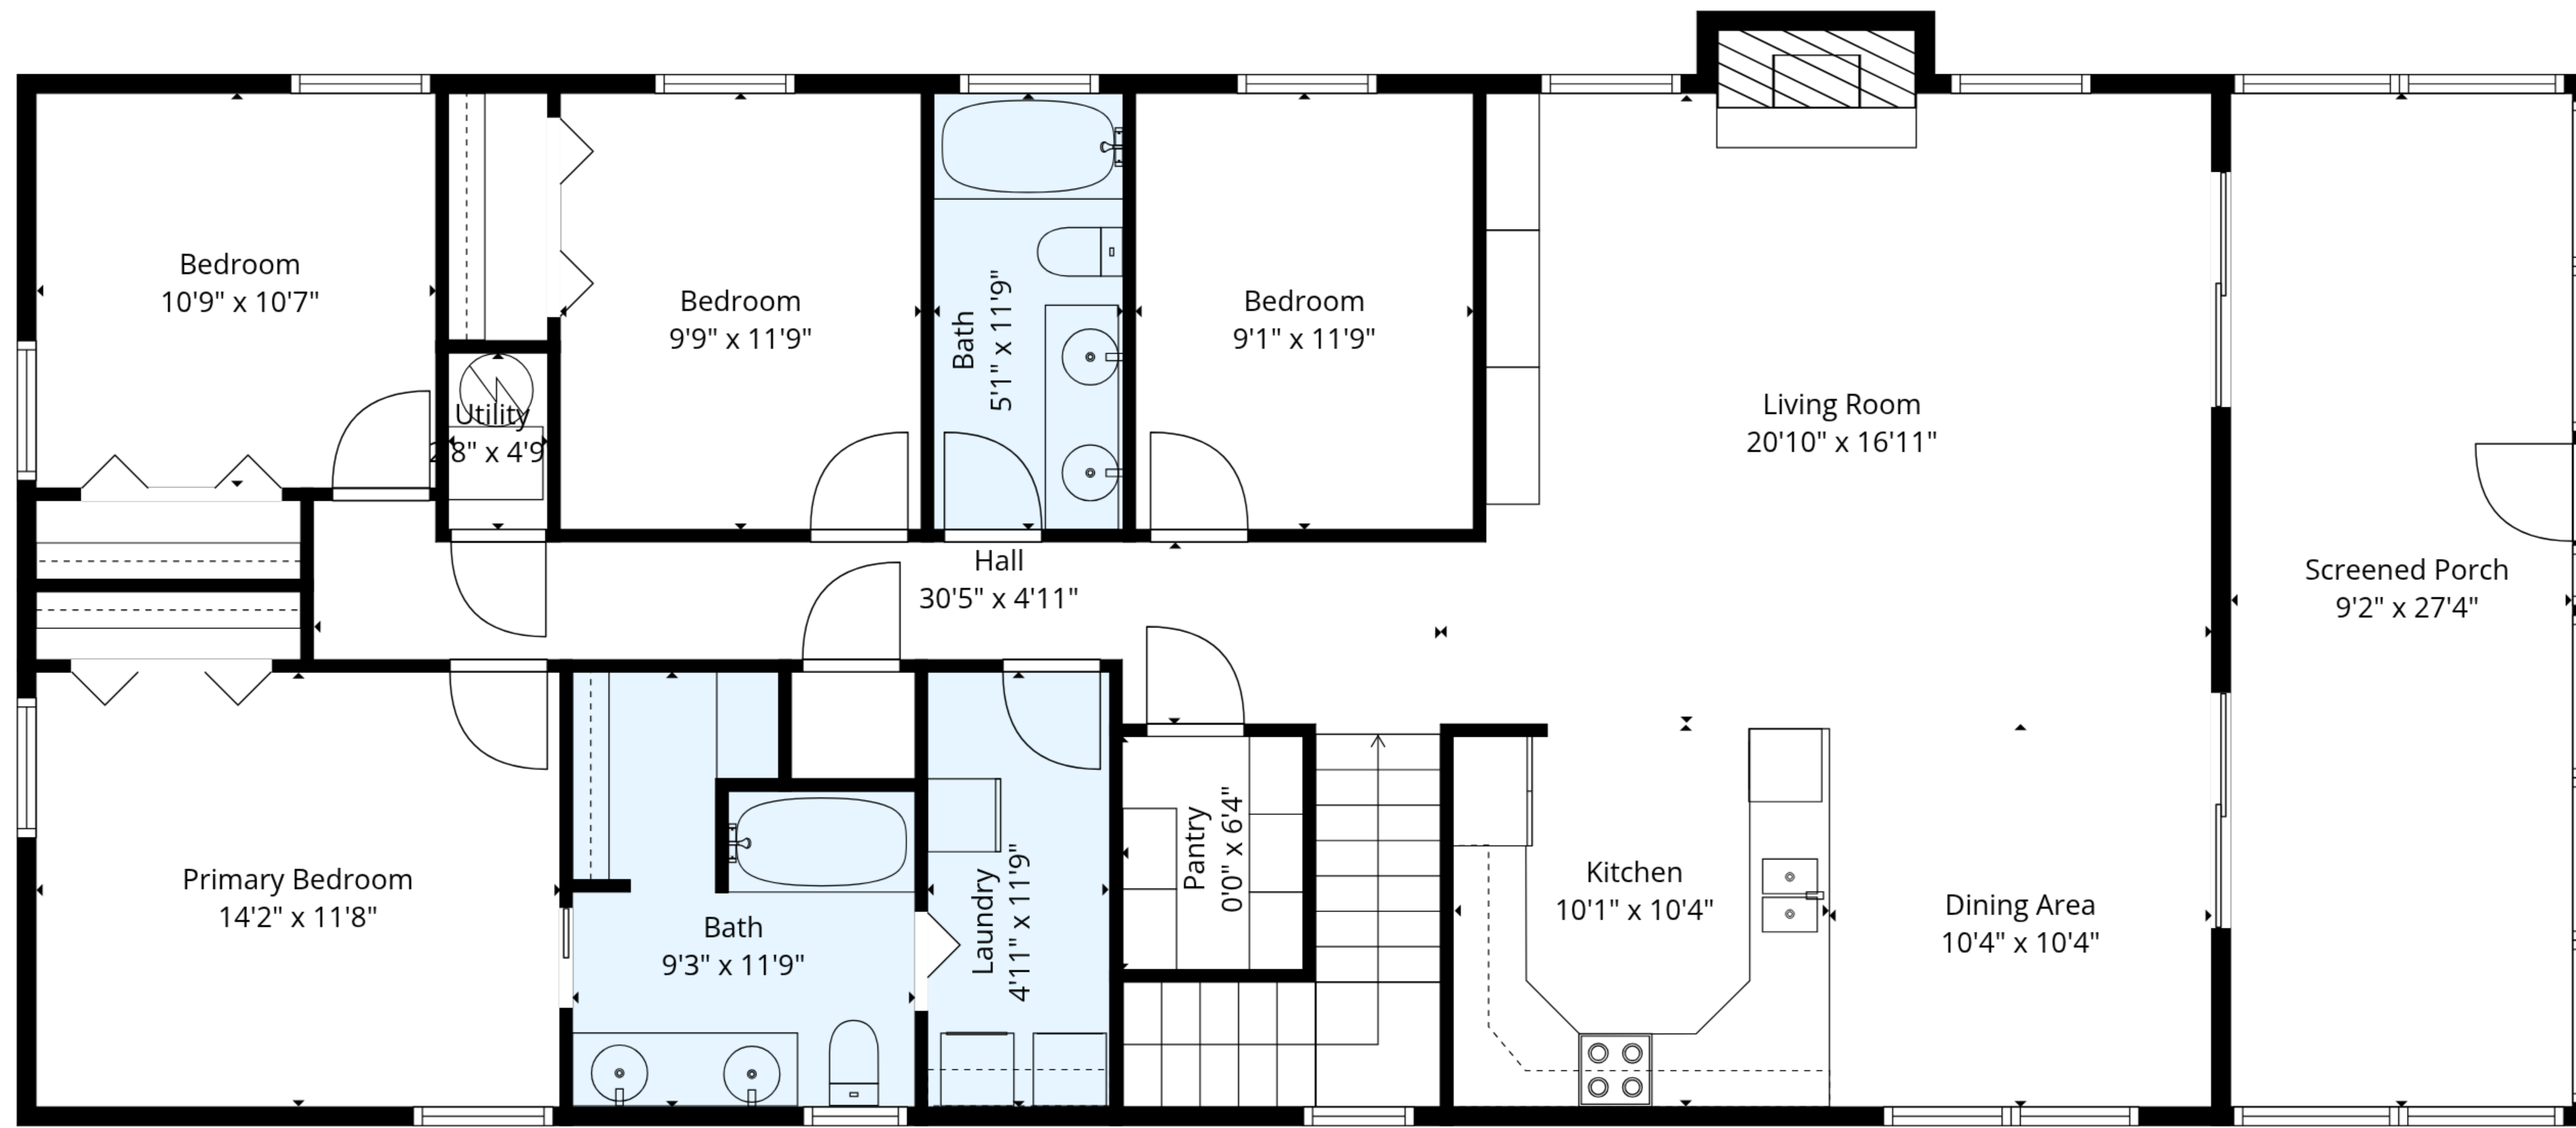 Bedroom
10'9" x 10'7"
Bedroom
9'9" x 11'9"
Bath
5'1" x 11'9"
Bedroom
9'1" x 11'9"
Living Room
20'10" x 16'11"
Utility
2'8" x 4'9
Hall
30'5" x 4'11"
Screened Porch
9'2" x 27'4"
Primary Bedroom
14'2" x 11'8"
Bath
9'3" x 11'9"
Laundry
4'11" x 11'9"
Pantry
0'0" x 6'4"
Kitchen
10'1" x 10'4"
Dining Area
10'4" x 10'4"